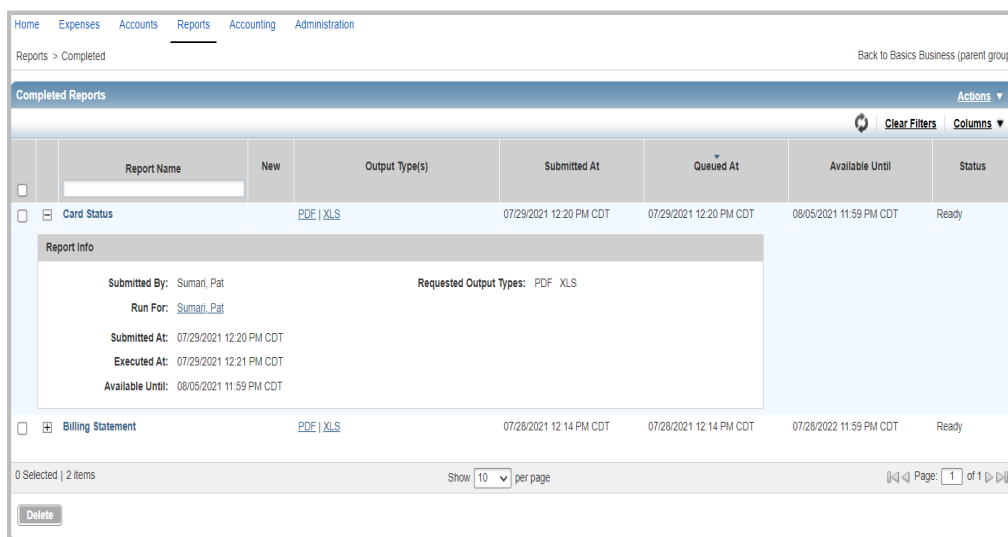 Home Expenses Accounts Reports Accounting Administration
Reports > Completed Back to Basics Business (parent group
Completed Reports Actions ▼
Clear Filters Columns ▼
Report Name New Output Type(s) Submitted At Queued At Available Until Status
Card Status PDF | XLS 07/29/2021 12:20 PM CDT 07/29/2021 12:20 PM CDT 08/05/2021 11:59 PM CDT Ready
Report Info
Submitted By: Sumari, Pat Requested Output Types: PDF XLS
Run For: Sumari, Pat
Submitted At: 07/29/2021 12:20 PM CDT
Executed At: 07/29/2021 12:21 PM CDT
Available Until: 08/05/2021 11:59 PM CDT
Billing Statement PDF | XLS 07/28/2021 12:14 PM CDT 07/28/2021 12:14 PM CDT 07/28/2022 11:59 PM CDT Ready
0 Selected | 2 items Show 10 per page Page: 1 of 1
Delete